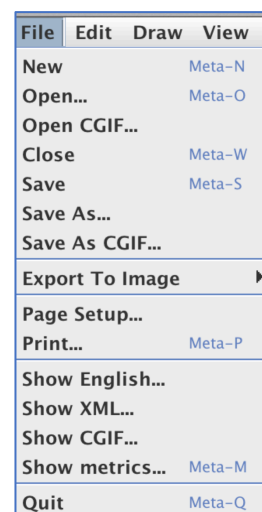 File Edit Draw View
New Meta-N
Open... Meta-O
Open CGIF...
Close Meta-W
Save Meta-S
Save As...
Save As CGIF...
Export To Image
Page Setup...
Print... Meta-P
Show English...
Show XML...
Show CGIF...
Show metrics... Meta-M
Quit Meta-Q